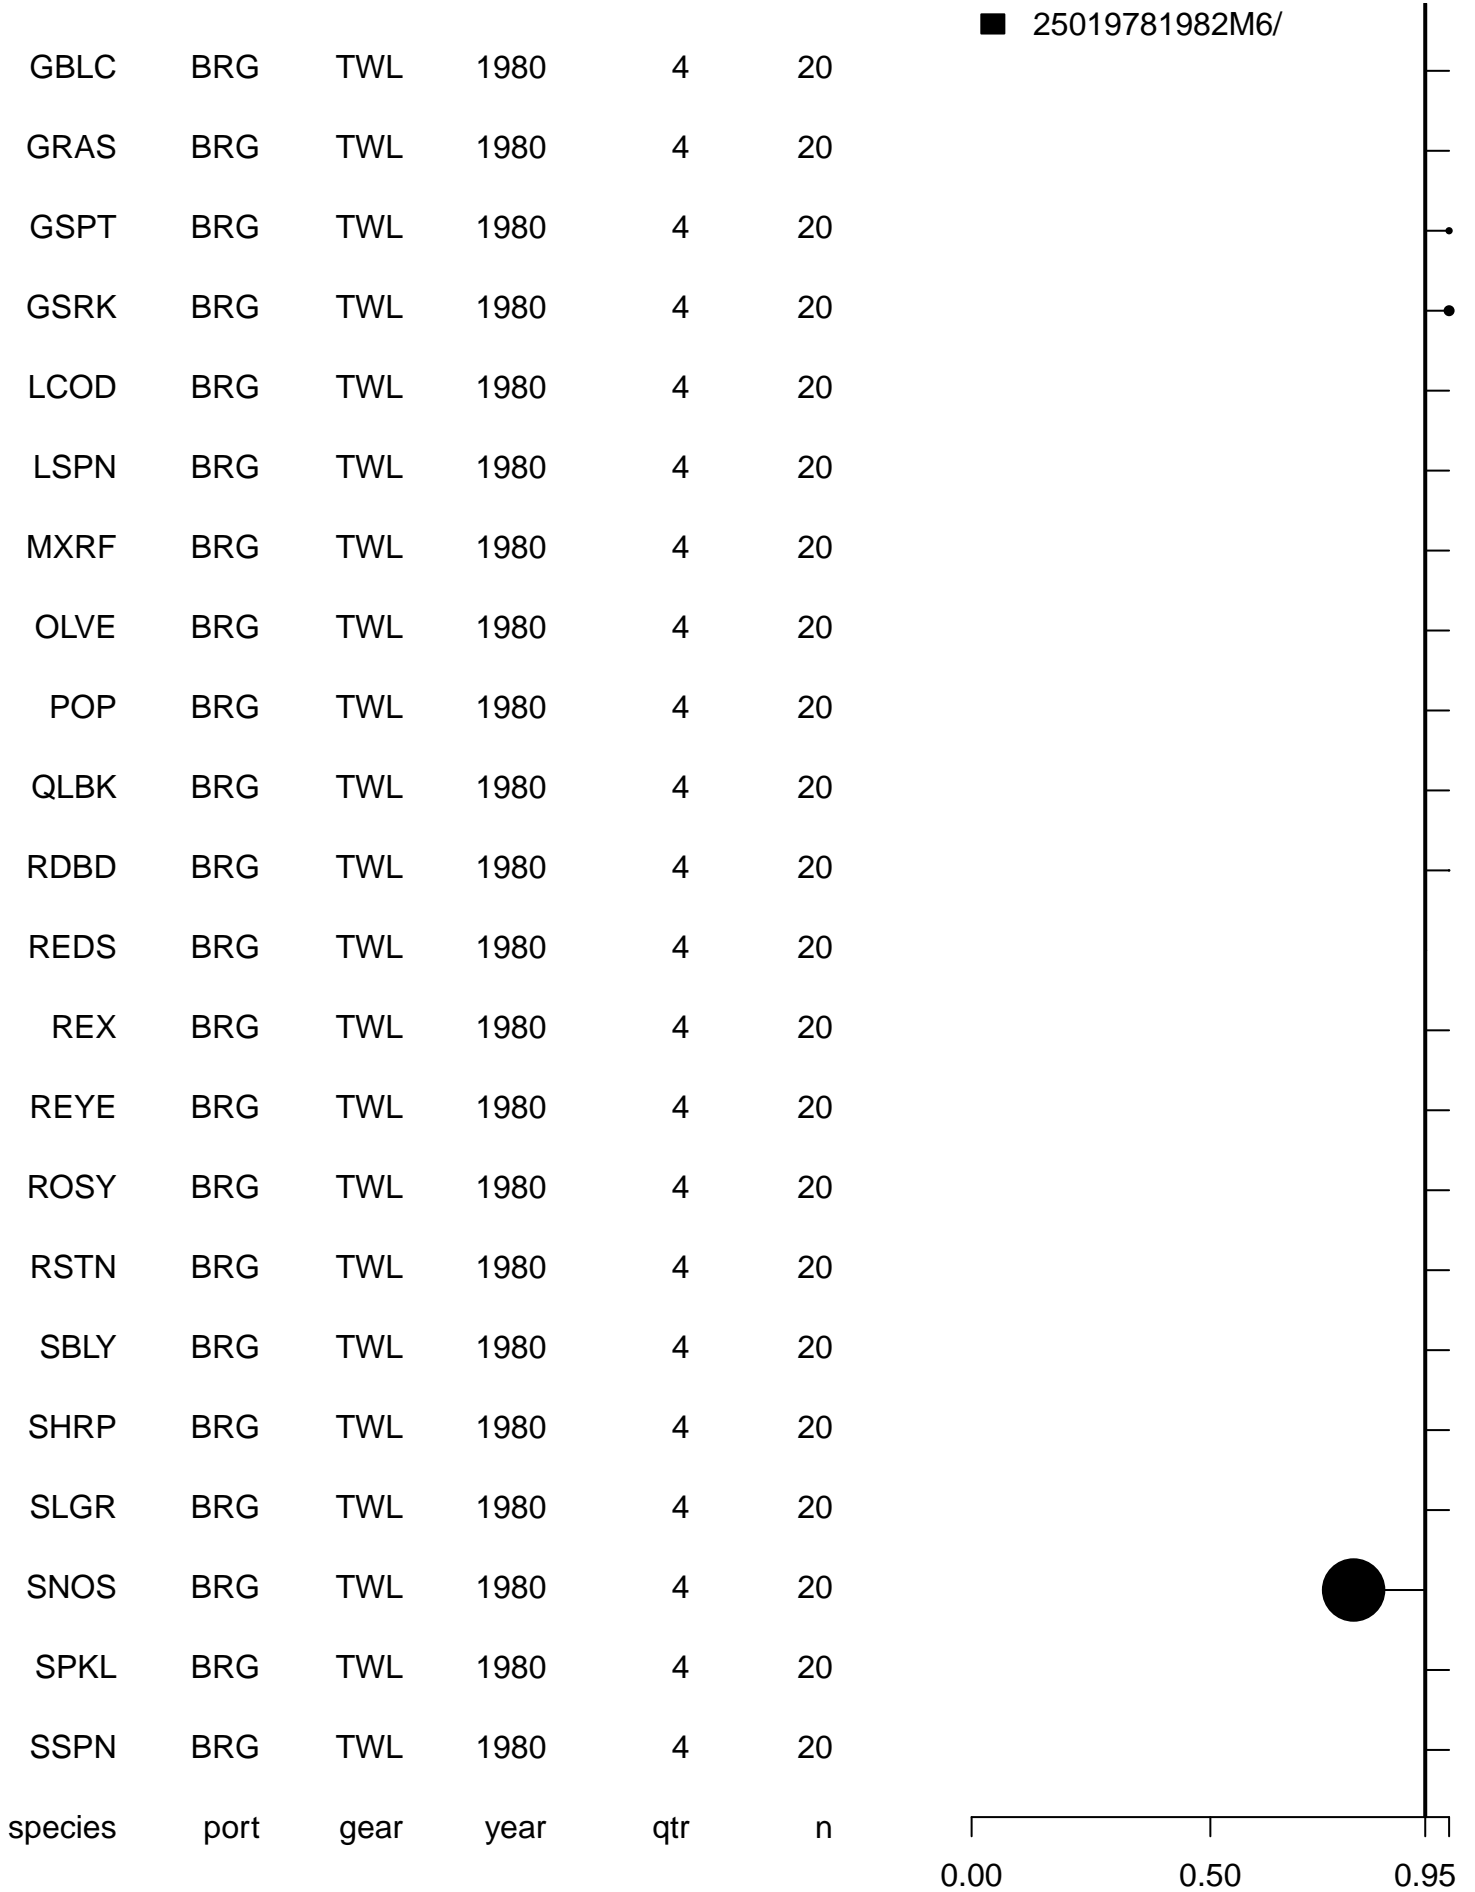 25019781982M6/
GBLC BRG TWL 1980 4 20
GRAS BRG TWL 1980 4 20
GSPT BRG TWL 1980 4 20
GSRK BRG TWL 1980 4 20
LCOD BRG TWL 1980 4 20
LSPN BRG TWL 1980 4 20
MXRF BRG TWL 1980 4 20
OLVE BRG TWL 1980 4 20
POP BRG TWL 1980 4 20
QLBK BRG TWL 1980 4 20
RDBD BRG TWL 1980 4 20
REDS BRG TWL 1980 4 20
REX BRG TWL 1980 4 20
REYE BRG TWL 1980 4 20
ROSY BRG TWL 1980 4 20
RSTN BRG TWL 1980 4 20
SBLY BRG TWL 1980 4 20
SHRP BRG TWL 1980 4 20
SLGR BRG TWL 1980 4 20
SNOS BRG TWL 1980 4 20
SPKL BRG TWL 1980 4 20
SSPN BRG TWL 1980 4 20
species port gear year qtr n
0.00 0.50 0.95